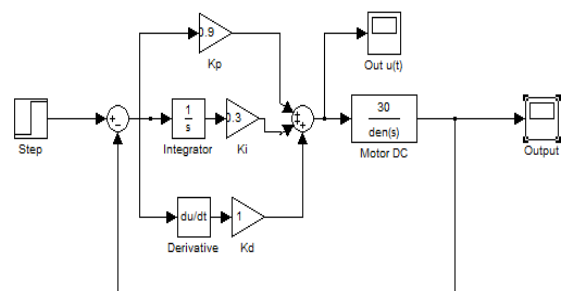 0.9
Kp
Out u(t)
Step
+
−
1
s
Integrator
0.3
Ki
+
+
+
30
den(s)
Motor DC
Output
du/dt
Derivative
1
Kd